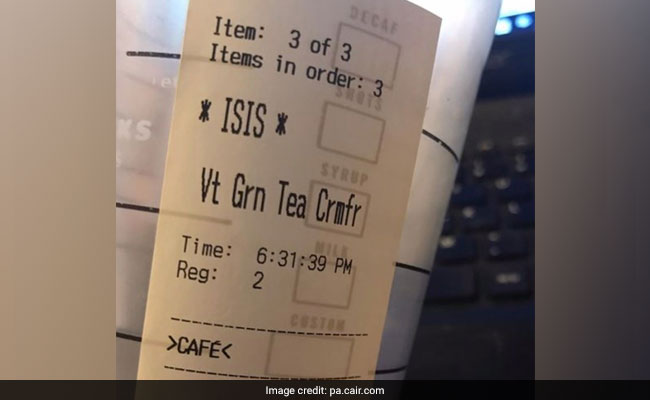 DECAF
Item: 3 of 3
Items in order: 3
SHOTS
* ISIS *
SYRUP
Vt Grn Tea Crmfr
MILK
Time: 6:31:39 PM
Reg: 2
CUSTOM
>CAFÉ<
Image credit: pa.cair.com